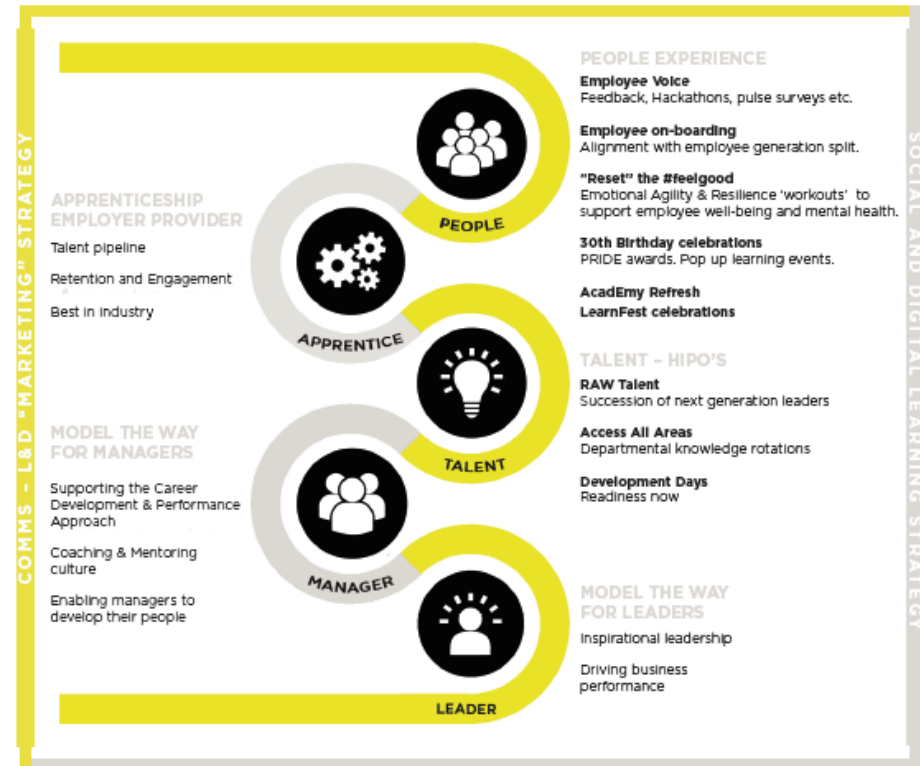 COMMS – L&D "MARKETING" STRATEGY
APPRENTICESHIP
EMPLOYER PROVIDER
Talent pipeline
Retention and Engagement
Best in industry
MODEL THE WAY
FOR MANAGERS
Supporting the Career
Development & Performance
Approach
Coaching & Mentoring
culture
Enabling managers to
develop their people
PEOPLE
APPRENTICE
TALENT
MANAGER
LEADER
PEOPLE EXPERIENCE
Employee Voice
Feedback, Hackathons, pulse surveys etc.
Employee on-boarding
Alignment with employee generation split.
"Reset" the #feelgood
Emotional Agility & Resilience 'workouts' to
support employee well-being and mental health.
30th Birthday celebrations
PRIDE awards. Pop up learning events.
AcadEmy Refresh
LearnFest celebrations
TALENT – HIPO'S
RAW Talent
Succession of next generation leaders
Access All Areas
Departmental knowledge rotations
Development Days
Readiness now
MODEL THE WAY
FOR LEADERS
Inspirational leadership
Driving business
performance
SOCIAL AND DIGITAL LEARNING STRATEGY